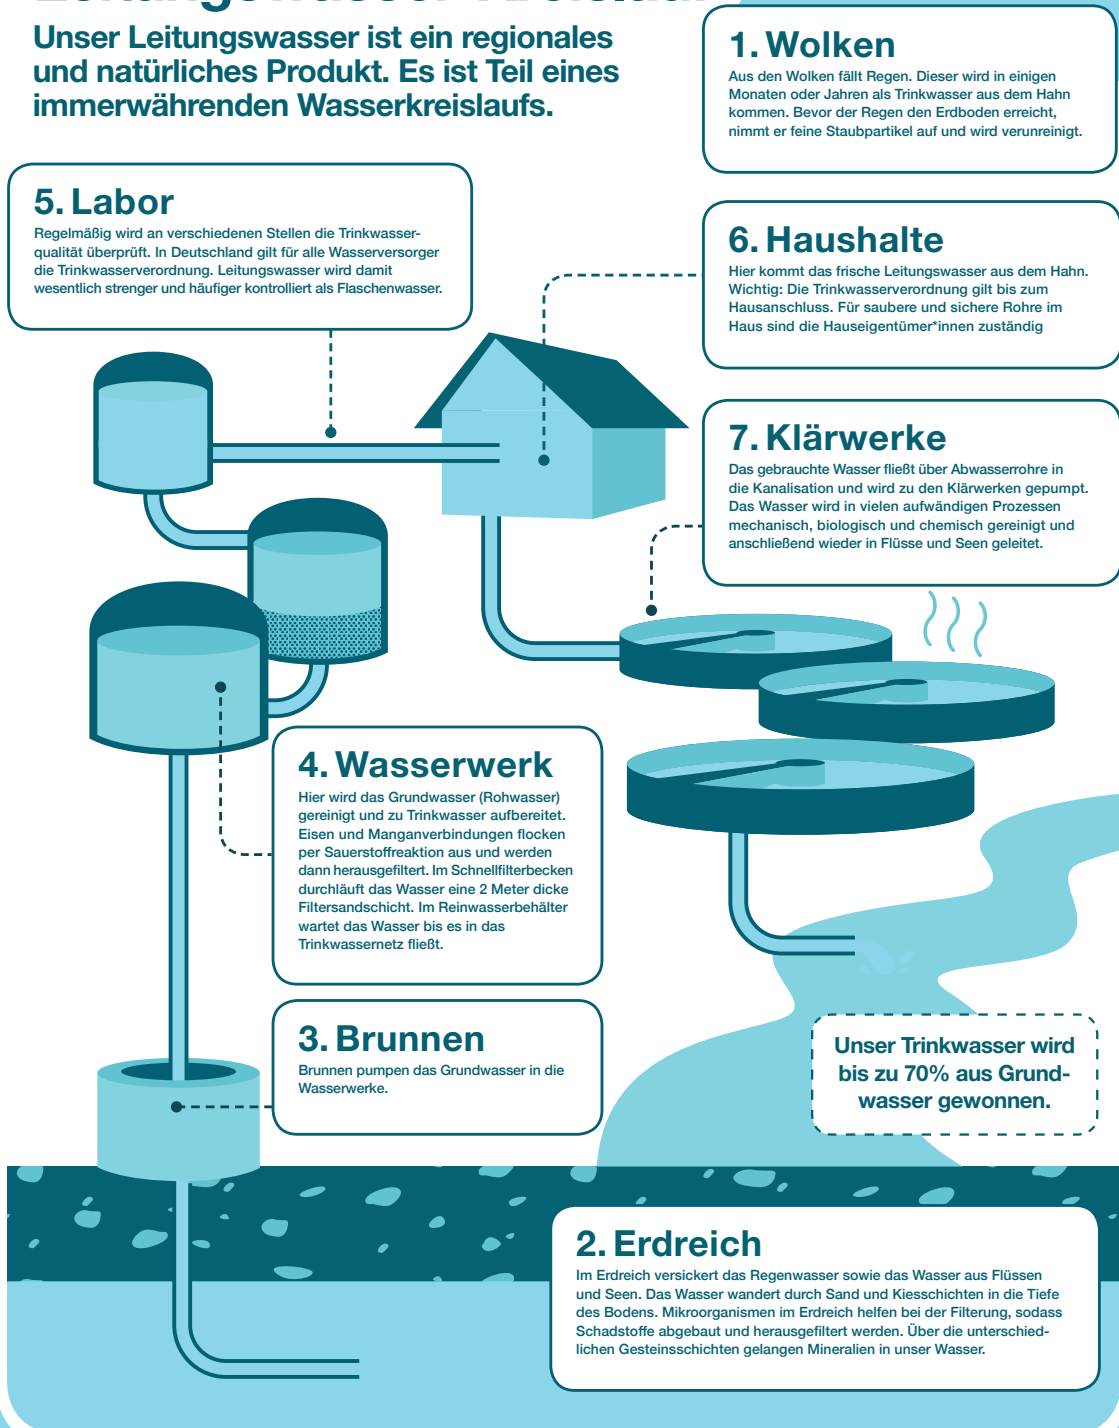 Unser Leitungswasser ist ein regionales
und natürliches Produkt. Es ist Teil eines
immerwährenden Wasserkreislaufs.
1. Wolken
Aus den Wolken fällt Regen. Dieser wird in einigen
Monaten oder Jahren als Trinkwasser aus dem Hahn
kommen. Bevor der Regen den Erdboden erreicht,
nimmt er feine Staubpartikel auf und wird verunreinigt.
5. Labor
Regelmäßig wird an verschiedenen Stellen die Trinkwasser-
qualität überprüft. In Deutschland gilt für alle Wasserversorger
die Trinkwasserverordnung. Leitungswasser wird damit
wesentlich strenger und häufiger kontrolliert als Flaschenwasser.
6. Haushalte
Hier kommt das frische Leitungswasser aus dem Hahn.
Wichtig: Die Trinkwasserverordnung gilt bis zum
Hausanschluss. Für saubere und sichere Rohre im
Haus sind die Hauseigentümer*innen zuständig
7. Klärwerke
Das gebrauchte Wasser fließt über Abwasserrohre in
die Kanalisation und wird zu den Klärwerken gepumpt.
Das Wasser wird in vielen aufwändigen Prozessen
mechanisch, biologisch und chemisch gereinigt und
anschließend wieder in Flüsse und Seen geleitet.
4. Wasserwerk
Hier wird das Grundwasser (Rohwasser)
gereinigt und zu Trinkwasser aufbereitet.
Eisen und Manganverbindungen flocken
per Sauerstoffreaktion aus und werden
dann herausgefiltert. Im Schnellfilterbecken
durchläuft das Wasser eine 2 Meter dicke
Filtersandschicht. Im Reinwasserbehälter
wartet das Wasser bis es in das
Trinkwassernetz fließt.
3. Brunnen
Brunnen pumpen das Grundwasser in die
Wasserwerke.
Unser Trinkwasser wird
bis zu 70% aus Grund-
wasser gewonnen.
2. Erdreich
Im Erdreich versickert das Regenwasser sowie das Wasser aus Flüssen
und Seen. Das Wasser wandert durch Sand und Kiesschichten in die Tiefe
des Bodens. Mikroorganismen im Erdreich helfen bei der Filterung, sodass
Schadstoffe abgebaut und herausgefiltert werden. Über die unterschied-
lichen Gesteinsschichten gelangen Mineralien in unser Wasser.